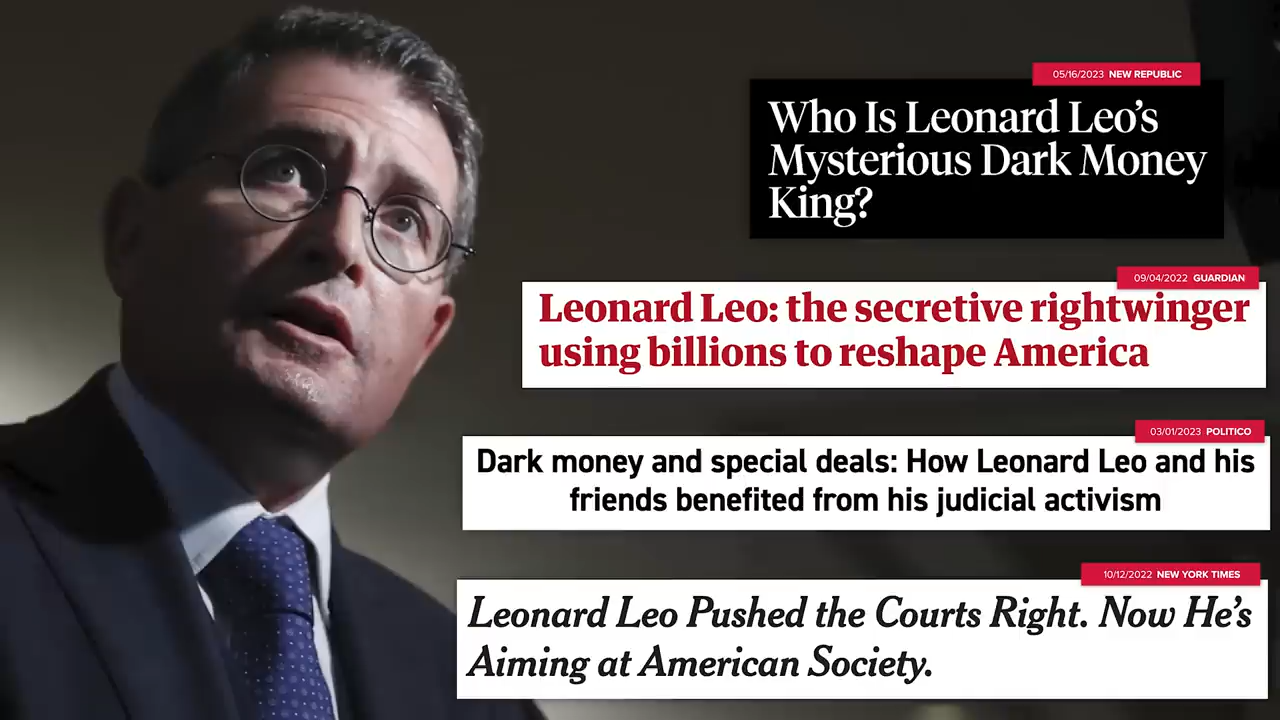 05/16/2023 NEW REPUBLIC
Who Is Leonard Leo’s
Mysterious Dark Money
King?
09/04/2022 GUARDIAN
Leonard Leo: the secretive rightwinger
using billions to reshape America
03/01/2023 POLITICO
Dark money and special deals: How Leonard Leo and his
friends benefited from his judicial activism
10/12/2022 NEW YORK TIMES
Leonard Leo Pushed the Courts Right. Now He’s
Aiming at American Society.